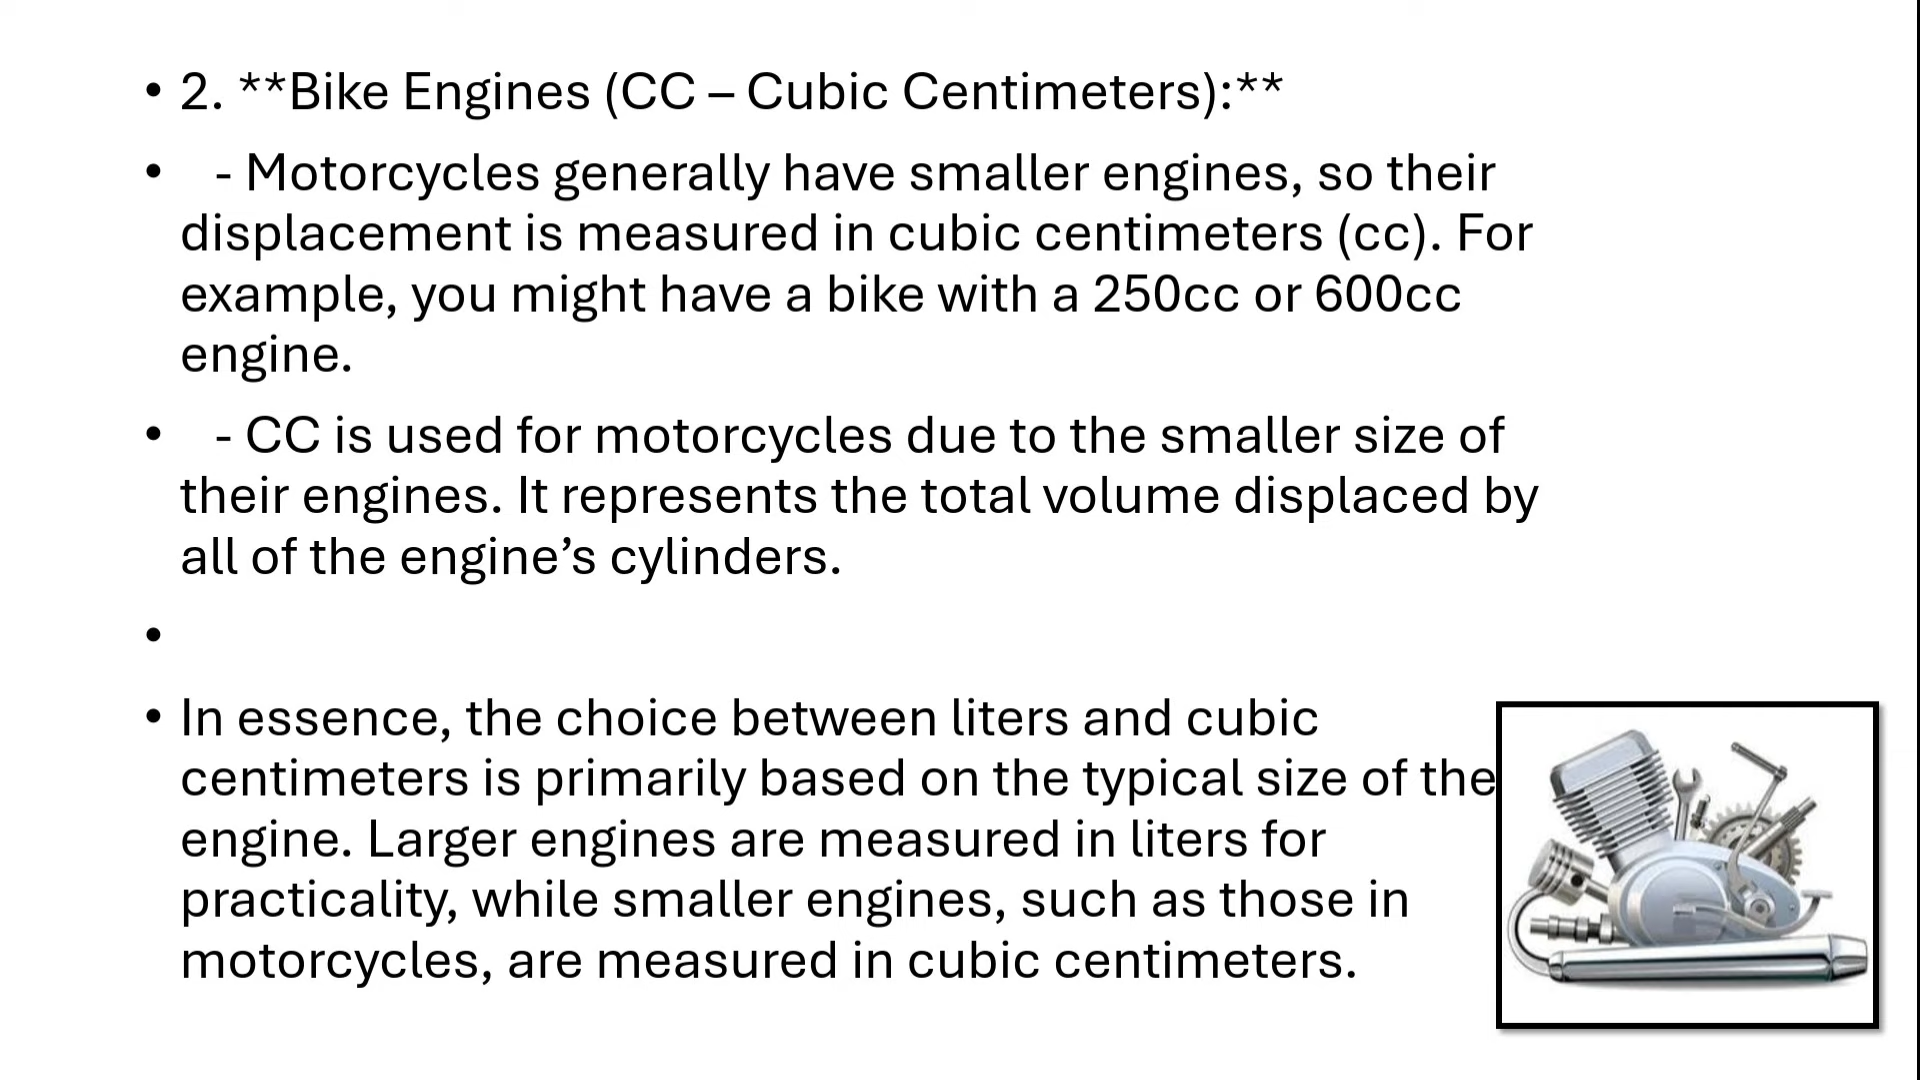 • 2. **Bike Engines (CC – Cubic Centimeters):**
• - Motorcycles generally have smaller engines, so their
displacement is measured in cubic centimeters (cc). For
example, you might have a bike with a 250cc or 600cc
engine.
• - CC is used for motorcycles due to the smaller size of
their engines. It represents the total volume displaced by
all of the engine’s cylinders.
•
• In essence, the choice between liters and cubic
centimeters is primarily based on the typical size of the
engine. Larger engines are measured in liters for
practicality, while smaller engines, such as those in
motorcycles, are measured in cubic centimeters.